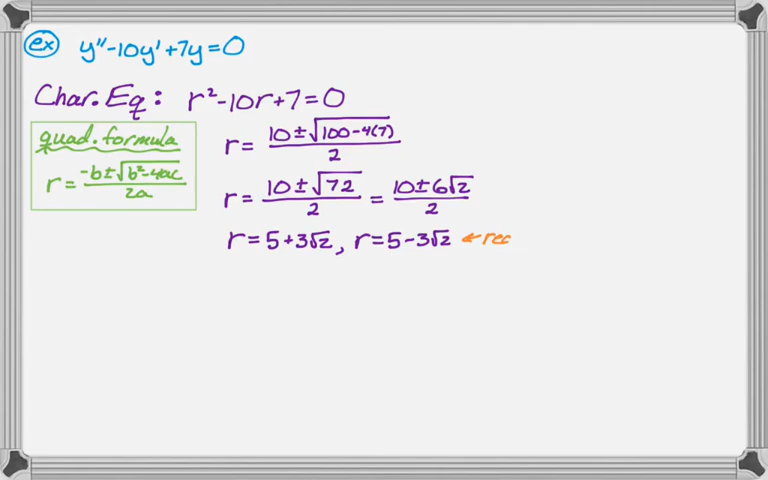 ex y''-10y'+7y=0
Char. Eq: r²-10r+7=0
quad. formula
r= (-b±√(b²-4ac))/2a
r= (10±√(100-4(7)))/2
r= (10±√72)/2 = (10±6√2)/2
r=5+3√2, r=5-3√2 ←rec